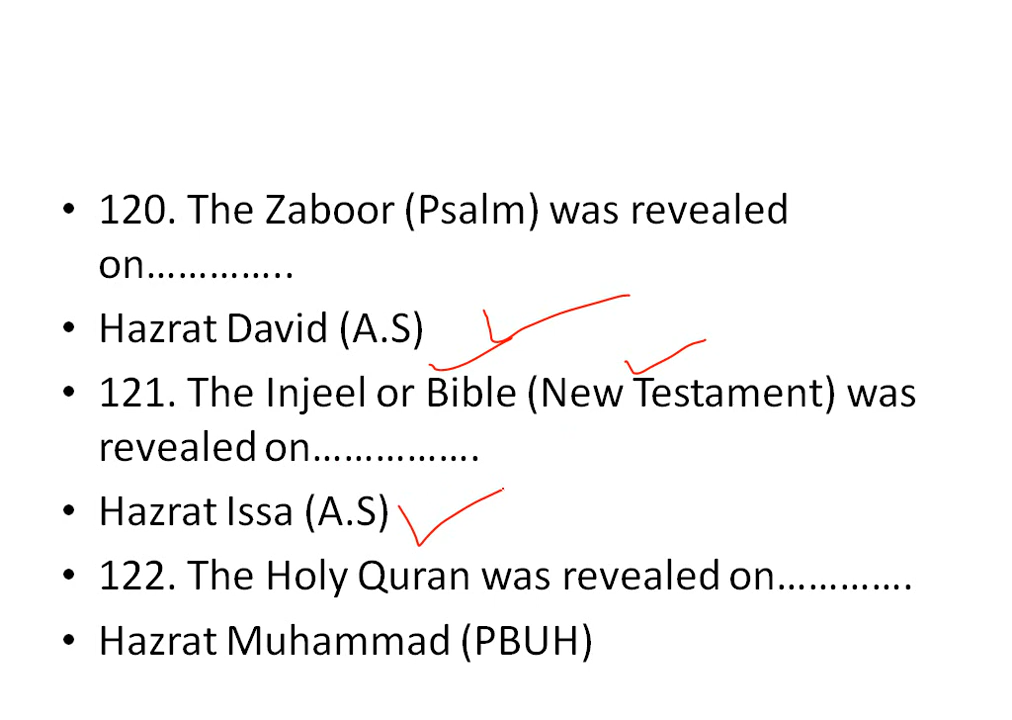 • 120. The Zaboor (Psalm) was revealed
on…………..
• Hazrat David (A.S)
• 121. The Injeel or Bible (New Testament) was
revealed on…………….
• Hazrat Issa (A.S)
• 122. The Holy Quran was revealed on………….
• Hazrat Muhammad (PBUH)